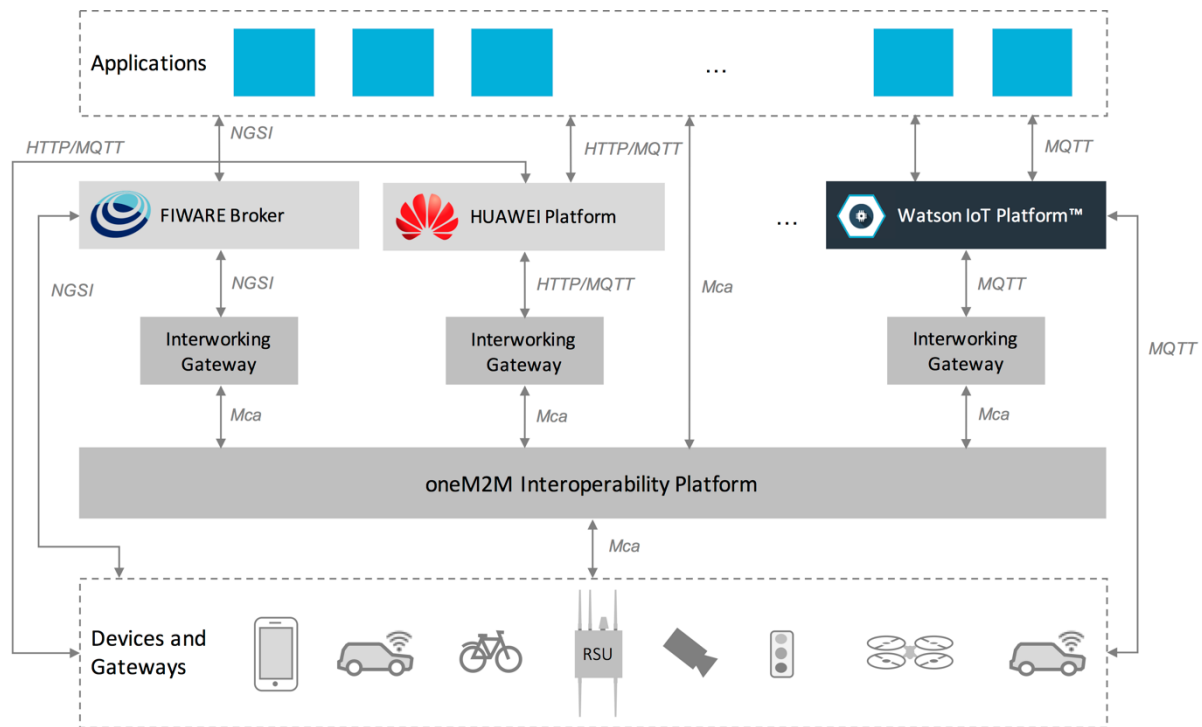 Applications
...
NGSI
HTTP/MQTT
HTTP/MQTT
MQTT
FIWARE Broker
HUAWEI Platform
...
Watson IoT Platform™
NGSI
NGSI
HTTP/MQTT
Mca
MQTT
MQTT
Interworking
Gateway
Interworking
Gateway
Interworking
Gateway
Mca
Mca
Mca
oneM2M Interoperability Platform
Mca
Devices and
Gateways
RSU